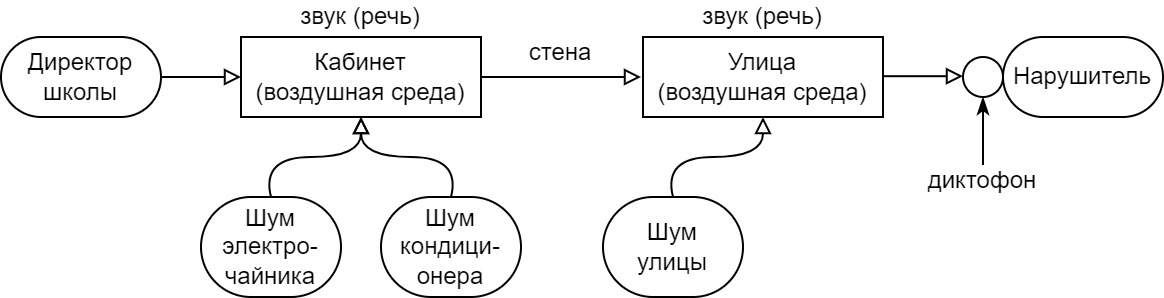 звук (речь)
звук (речь)
Директор
школы
Кабинет
(воздушная среда)
стена
Улица
(воздушная среда)
Нарушитель
диктофон
Шум
электро-
чайника
Шум
кондици-
онера
Шум
улицы